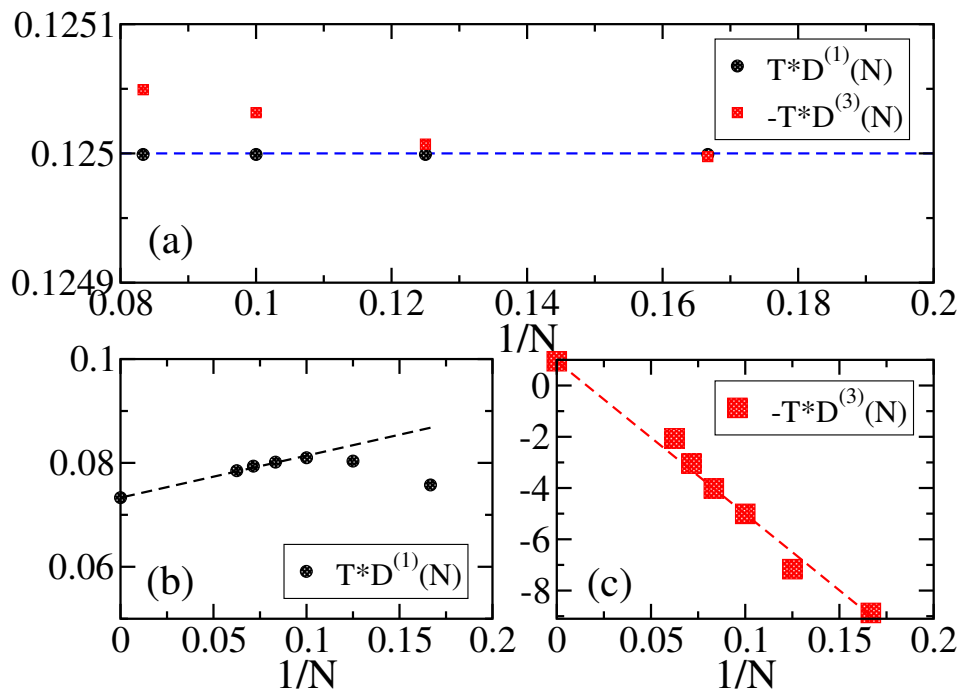 0.1251
T*D^(1)(N)
-T*D^(3)(N)
0.125
(a)
0.1249
0.08 0.1 0.12 0.14 0.16 0.18 0.2
1/N
0.1
0.08
0.06
(b)
T*D^(1)(N)
0 0.05 0.1 0.15 0.2
1/N
0
-2
-4
-6
-8
-T*D^(3)(N)
(c)
0 0.05 0.1 0.15 0.2
1/N